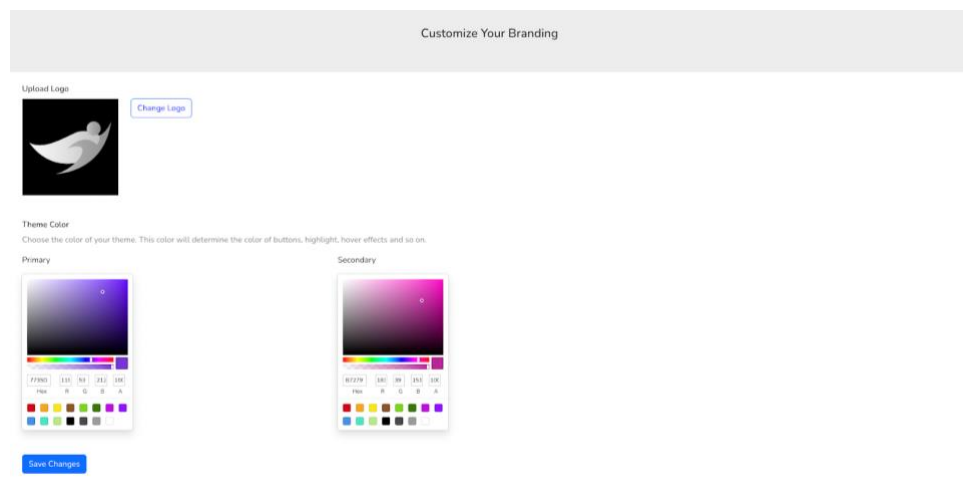 Customize Your Branding
Upload Logo
Change Logo
Theme Color
Choose the color of your theme. This color will determine the color of buttons, highlight, hover effects and so on.
Primary
Secondary
Hex R G B A
Hex R G B A
Save Changes